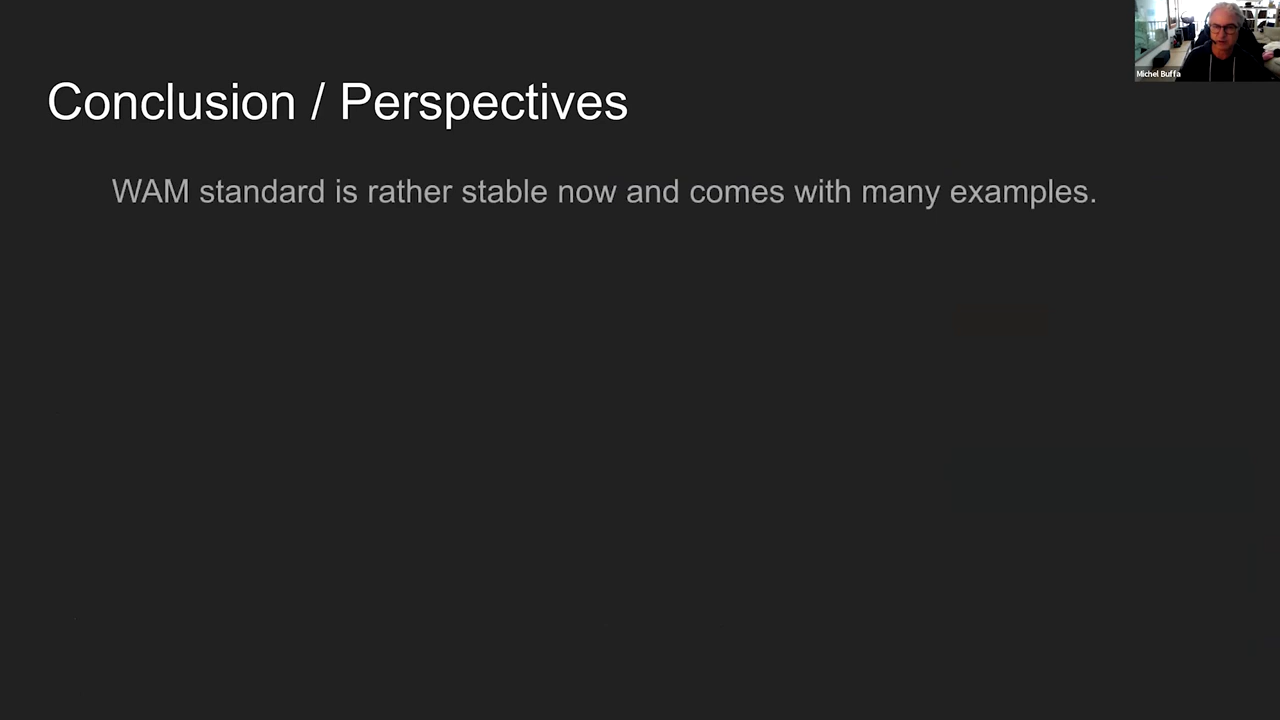 Michel Buffa
Conclusion / Perspectives
WAM standard is rather stable now and comes with many examples.